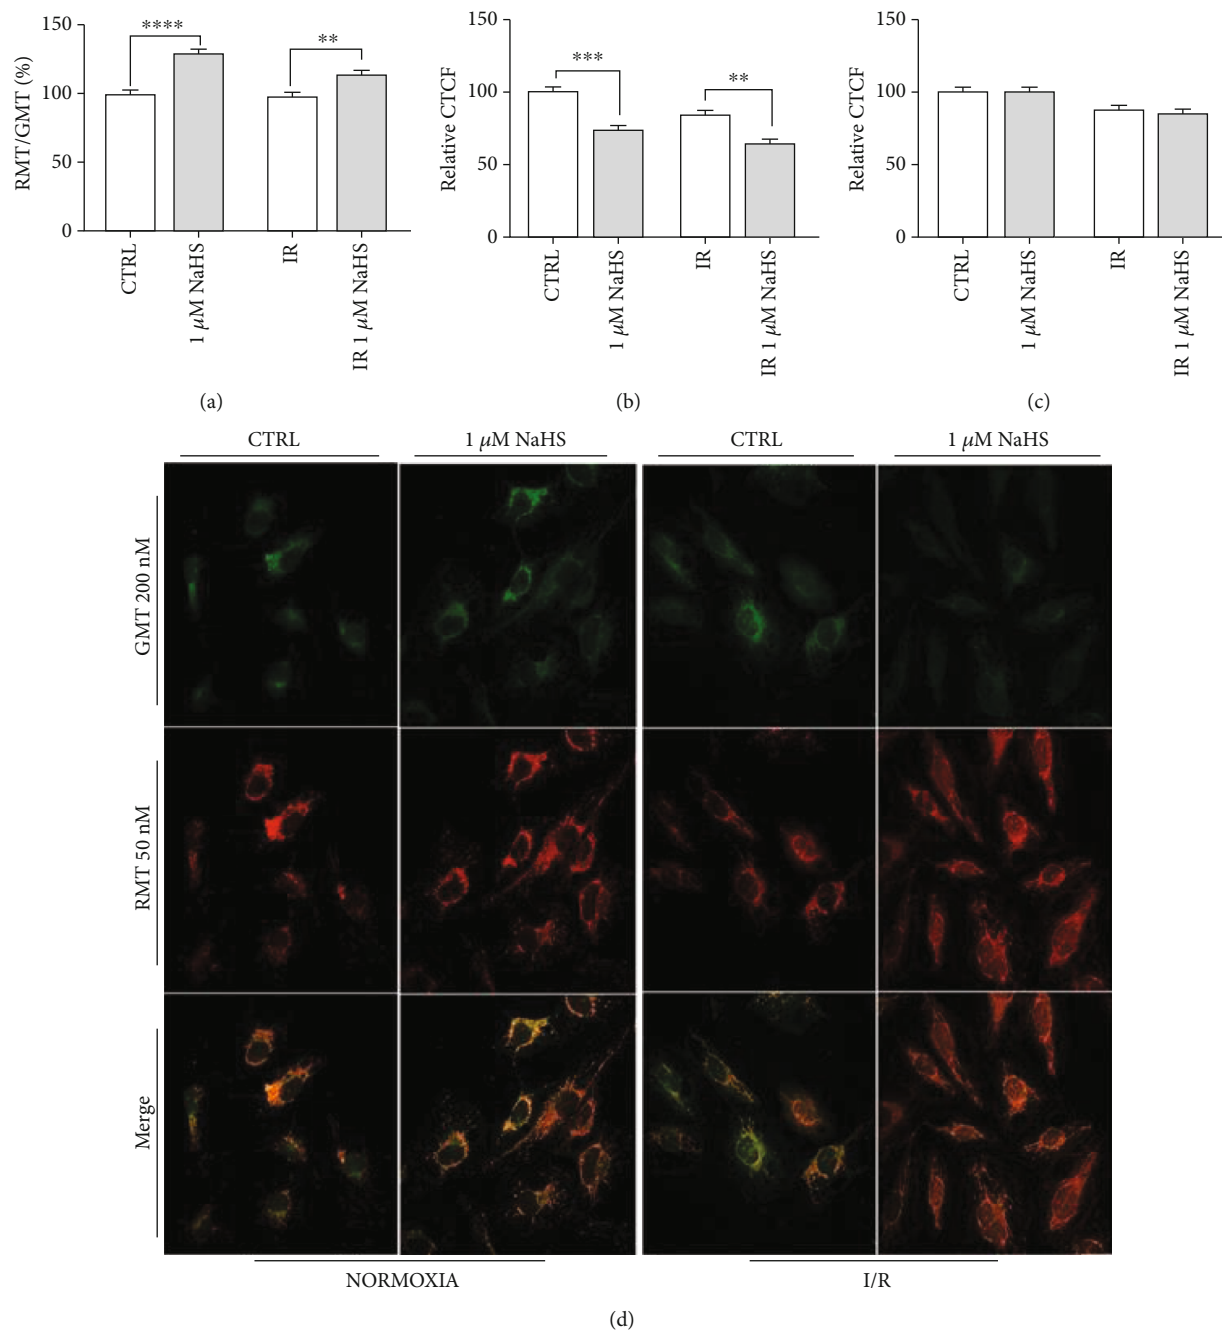 150
100
50
0
RMT/GMT (%)
****
**
CTRL
1 µM NaHS
IR
IR 1 µM NaHS
(a)
150
100
50
0
Relative CTCF
***
**
CTRL
1 µM NaHS
IR
IR 1 µM NaHS
(b)
150
100
50
0
Relative CTCF
CTRL
1 µM NaHS
IR
IR 1 µM NaHS
(c)
CTRL
1 µM NaHS
CTRL
1 µM NaHS
GMT 200 nM
RMT 50 nM
Merge
NORMOXIA
I/R
(d)